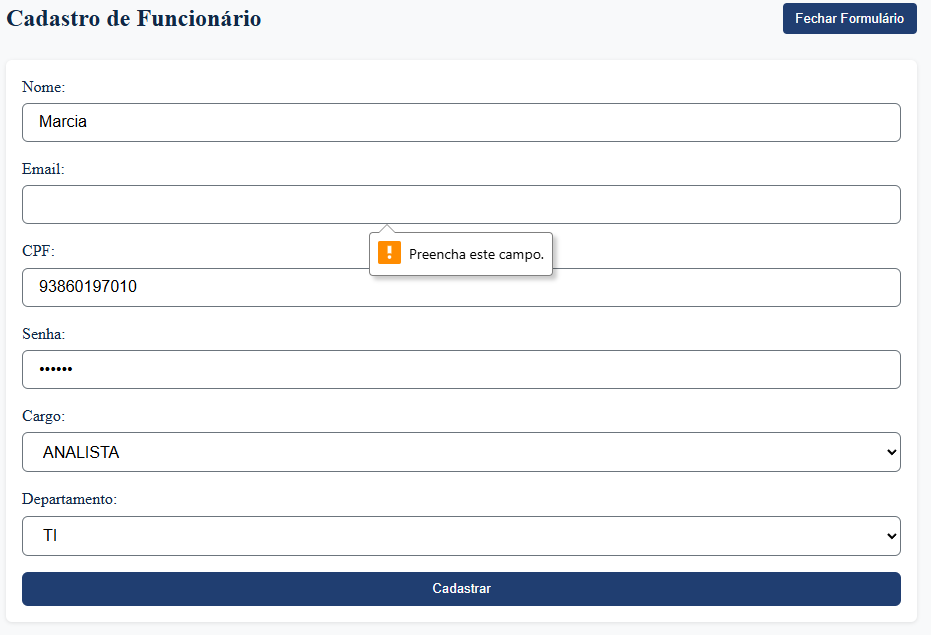 Cadastro de Funcionário
Fechar Formulário
Nome:
Marcia
Email:
CPF:
Preencha este campo.
93860197010
Senha:
••••••
Cargo:
ANALISTA
Departamento:
TI
Cadastrar